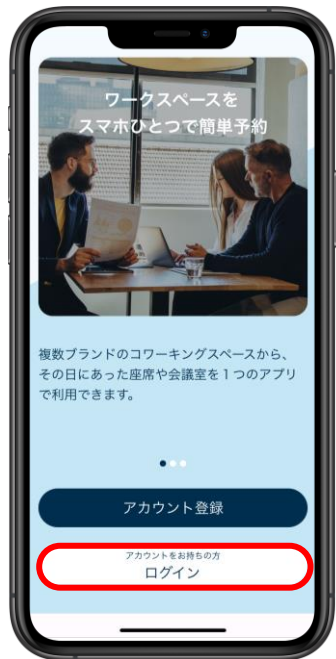 ワークスペースを
スマホひとつで簡単予約
複数ブランドのコワーキングスペースから、
その日にあった座席や会議室を1つのアプリ
で利用できます。
アカウント登録
アカウントをお持ちの方
ログイン